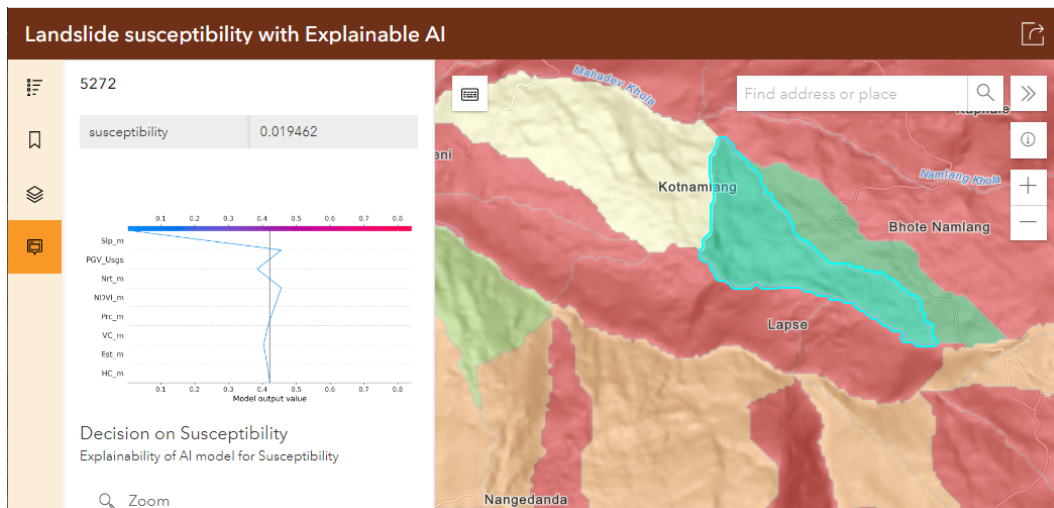 Landslide susceptibility with Explainable AI
5272
susceptibility 0.019462
0.1 0.2 0.3 0.4 0.5 0.6 0.7 0.8
Slp_m
PGV_Usgs
Nrt_m
NDVI_m
Prc_m
VC_m
Est_m
HC_m
0.1 0.2 0.3 0.4 0.5 0.6 0.7 0.8
Model output value
Decision on Susceptibility
Explainability of AI model for Susceptibility
Zoom
Find address or place
Mahadev Khola
ani
Kotnamlang
Namlang Khola
Bhote Namlang
Lapse
Nangedanda